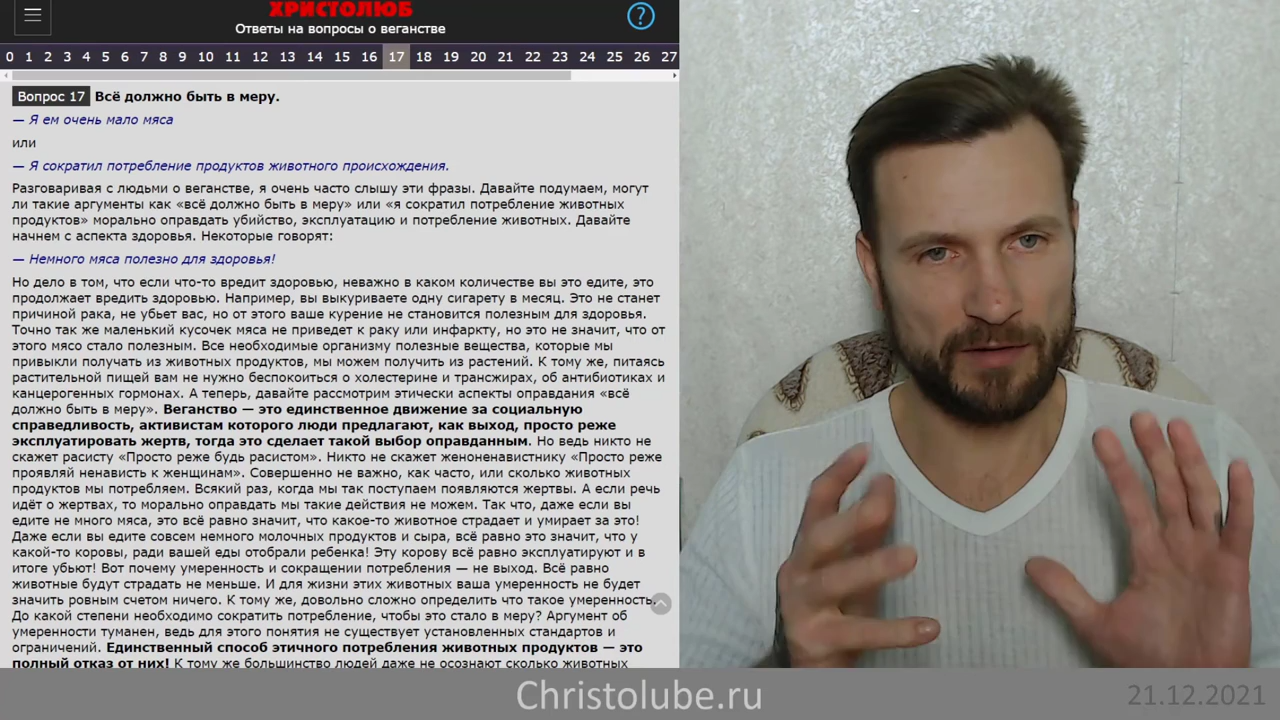 ХРИСТОЛЮБ
Ответы на вопросы о веганстве
?
0 1 2 3 4 5 6 7 8 9 10 11 12 13 14 15 16 17 18 19 20 21 22 23 24 25 26 27
Вопрос 17 Всё должно быть в меру.
— Я ем очень мало мяса
или
— Я сократил потребление продуктов животного происхождения.
Разговаривая с людьми о веганстве, я очень часто слышу эти фразы. Давайте подумаем, могут
ли такие аргументы как «всё должно быть в меру» или «я сократил потребление животных
продуктов» морально оправдать убийство, эксплуатацию и потребление животных. Давайте
начнем с аспекта здоровья. Некоторые говорят:
— Немного мяса полезно для здоровья!
Но дело в том, что если что-то вредит здоровью, неважно в каком количестве вы это едите, это
продолжает вредить здоровью. Например, вы выкуриваете одну сигарету в месяц. Это не станет
причиной рака, не убьет вас, но от этого ваше курение не становится полезным для здоровья.
Точно так же маленький кусочек мяса не приведет к раку или инфаркту, но это не значит, что от
этого мясо стало полезным. Все необходимые организму полезные вещества, которые мы
привыкли получать из животных продуктов, мы можем получить из растений. К тому же, питаясь
растительной пищей вам не нужно беспокоиться о холестерине и трансжирах, об антибиотиках и
канцерогенных гормонах. А теперь, давайте рассмотрим этически аспекты оправдания «всё
должно быть в меру». Веганство — это единственное движение за социальную
справедливость, активистам которого люди предлагают, как выход, просто реже
эксплуатировать жертв, тогда это сделает такой выбор оправданным. Но ведь никто не
скажет расисту «Просто реже будь расистом». Никто не скажет женоненавистнику «Просто реже
проявляй ненависть к женщинам». Совершенно не важно, как часто, или сколько животных
продуктов мы потребляем. Всякий раз, когда мы так поступаем появляются жертвы. А если речь
идёт о жертвах, то морально оправдать мы такие действия не можем. Так что, даже если вы
едите не много мяса, это всё равно значит, что какое-то животное страдает и умирает за это!
Даже если вы едите совсем немного молочных продуктов и сыра, всё равно это значит, что у
какой-то коровы, ради вашей еды отобрали ребенка! Эту корову всё равно эксплуатируют и в
итоге убьют! Вот почему умеренность и сокращении потребления — не выход. Всё равно
животные будут страдать не меньше. И для жизни этих животных ваша умеренность не будет
значить ровным счетом ничего. К тому же, довольно сложно определить что такое умеренность.
До какой степени необходимо сократить потребление, чтобы это стало в меру? Аргумент об
умеренности туманен, ведь для этого понятия не существует установленных стандартов и
ограничений. Единственный способ этичного потребления животных продуктов — это
полный отказ от них! К тому же большинство людей даже не осознают сколько животных
Christolube.ru
21.12.2021